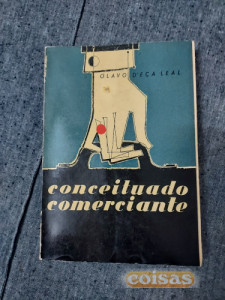 OLAVO D'EÇA LEAL
conceituado
comerciante
coisas